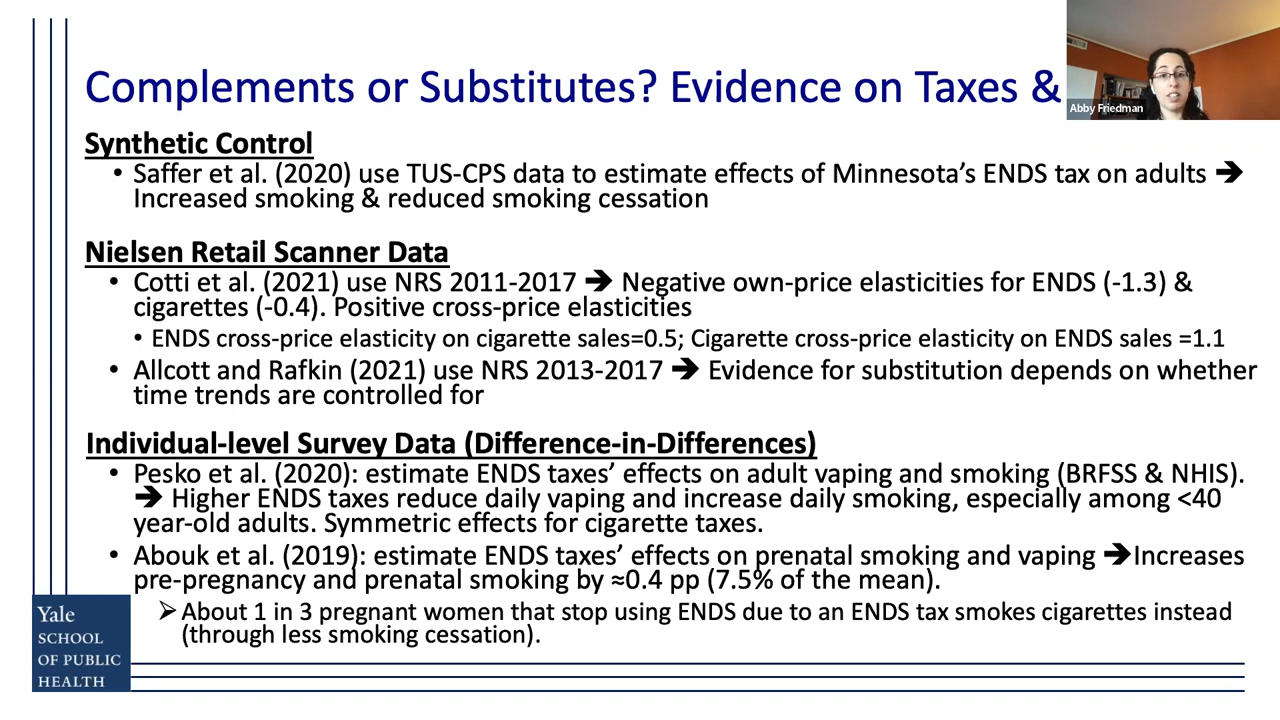 Complements or Substitutes? Evidence on Taxes &
Abby Friedman
Synthetic Control
• Saffer et al. (2020) use TUS-CPS data to estimate effects of Minnesota’s ENDS tax on adults ➔
Increased smoking & reduced smoking cessation
Nielsen Retail Scanner Data
• Cotti et al. (2021) use NRS 2011-2017 ➔ Negative own-price elasticities for ENDS (-1.3) &
cigarettes (-0.4). Positive cross-price elasticities
• ENDS cross-price elasticity on cigarette sales=0.5; Cigarette cross-price elasticity on ENDS sales =1.1
• Allcott and Rafkin (2021) use NRS 2013-2017 ➔ Evidence for substitution depends on whether
time trends are controlled for
Individual-level Survey Data (Difference-in-Differences)
• Pesko et al. (2020): estimate ENDS taxes’ effects on adult vaping and smoking (BRFSS & NHIS).
➔ Higher ENDS taxes reduce daily vaping and increase daily smoking, especially among <40
year-old adults. Symmetric effects for cigarette taxes.
• Abouk et al. (2019): estimate ENDS taxes’ effects on prenatal smoking and vaping ➔Increases
pre-pregnancy and prenatal smoking by ≈0.4 pp (7.5% of the mean).
➢ About 1 in 3 pregnant women that stop using ENDS due to an ENDS tax smokes cigarettes instead
(through less smoking cessation).
Yale
SCHOOL
OF PUBLIC
HEALTH